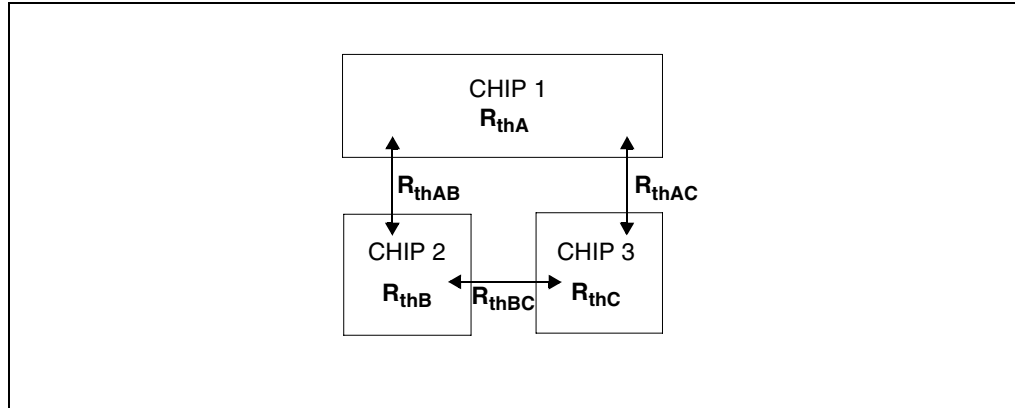 CHIP 1
RthA
RthAB
RthAC
CHIP 2
CHIP 3
RthB
RthBC
RthC